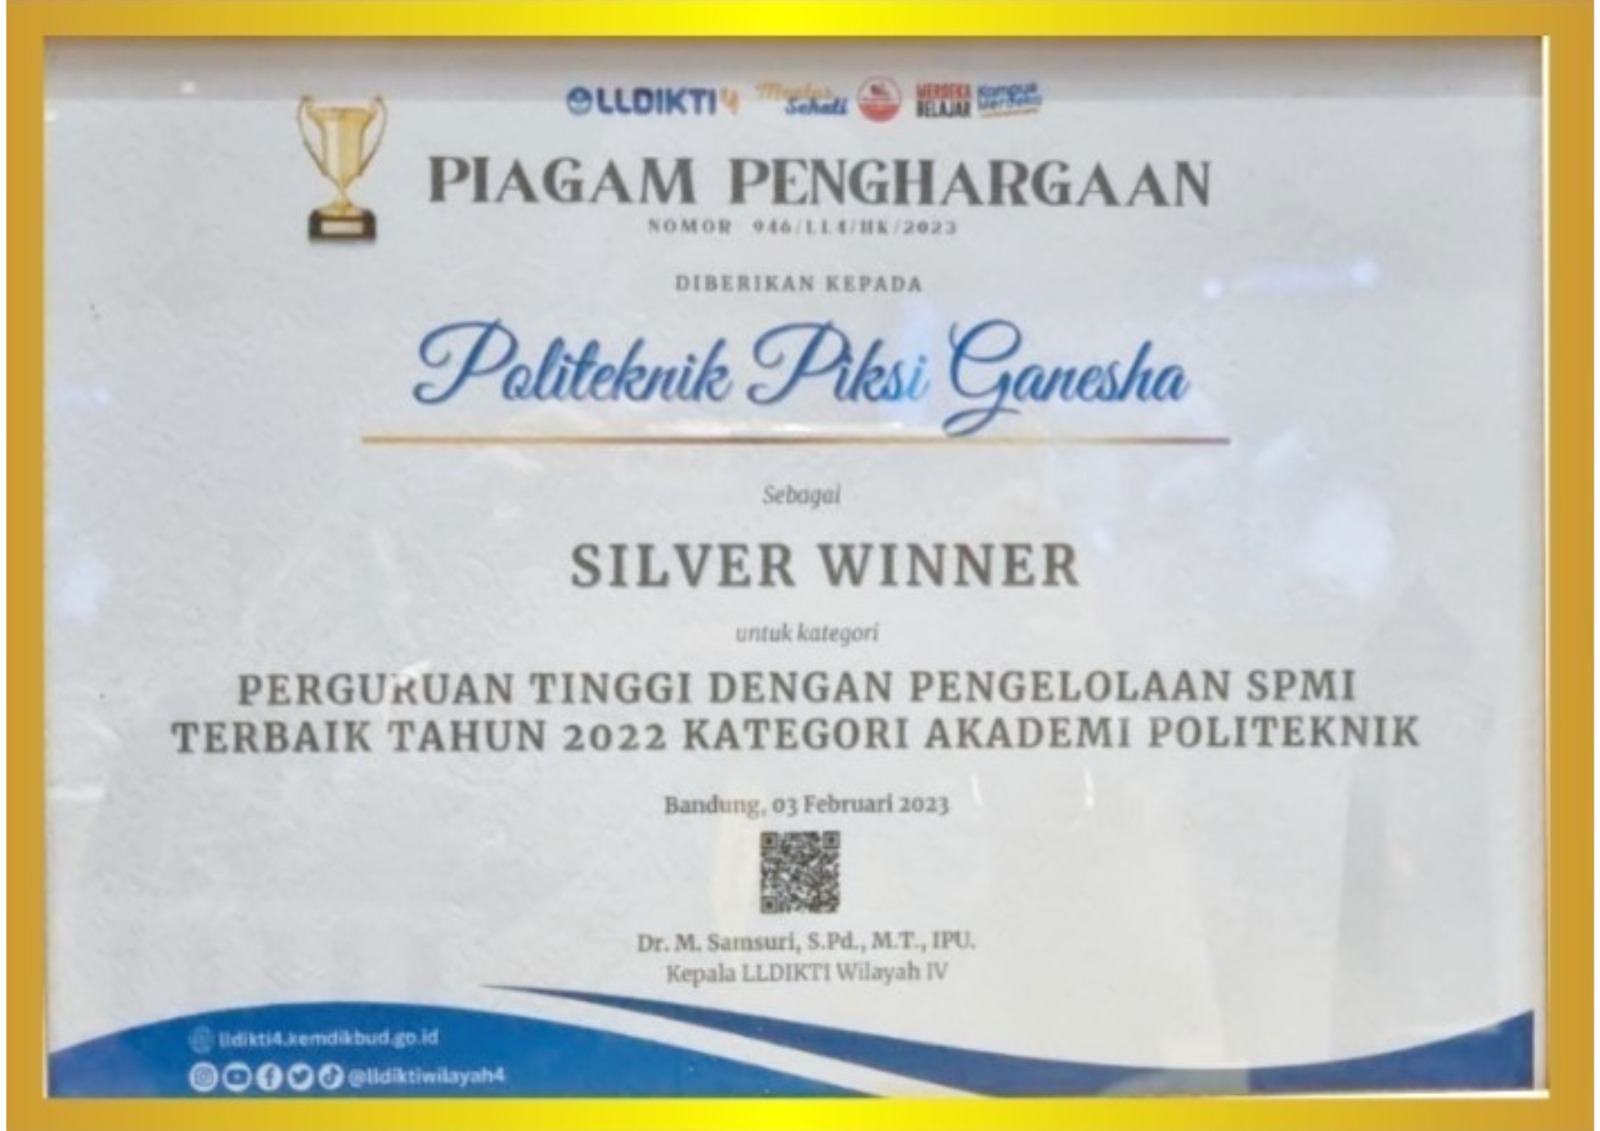 LLDIKTI 4 Mantap Sekali MERDEKA BELAJAR Kampus Merdeka
PIAGAM PENGHARGAAN
NOMOR 946/LL4/HK/2023
DIBERIKAN KEPADA
Politeknik Piksi Ganesha
Sebagai
SILVER WINNER
untuk kategori
PERGURUAN TINGGI DENGAN PENGELOLAAN SPMI
TERBAIK TAHUN 2022 KATEGORI AKADEMI POLITEKNIK
Bandung, 03 Februari 2023
Dr. M. Samsuri, S.Pd., M.T., IPU.
Kepala LLDIKTI Wilayah IV
lldikti4.kemdikbud.go.id
@lldiktiwilayah4